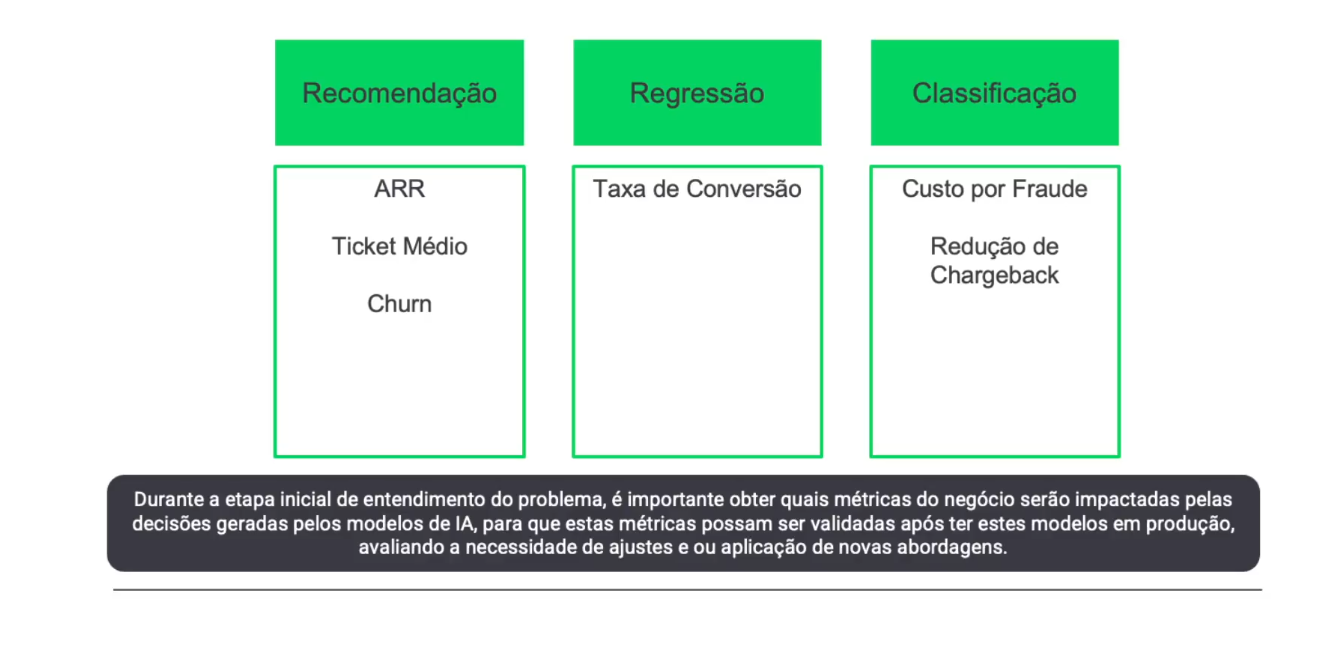 Recomendação
Regressão
Classificação
ARR
Ticket Médio
Churn
Taxa de Conversão
Custo por Fraude
Redução de
Chargeback
Durante a etapa inicial de entendimento do problema, é importante obter quais métricas do negócio serão impactadas pelas
decisões geradas pelos modelos de IA, para que estas métricas possam ser validadas após ter estes modelos em produção,
avaliando a necessidade de ajustes e ou aplicação de novas abordagens.